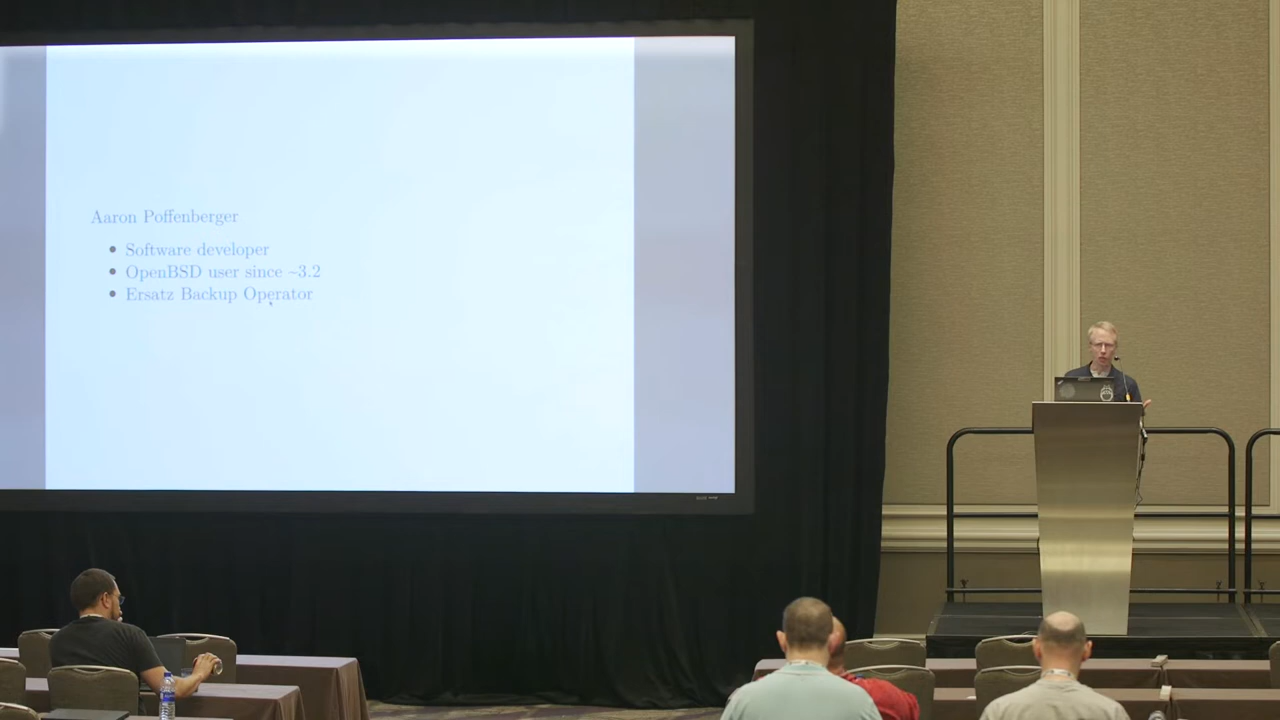 Aaron Poffenberger
Software developer
OpenBSD user since ~3.2
Ersatz Backup Operator